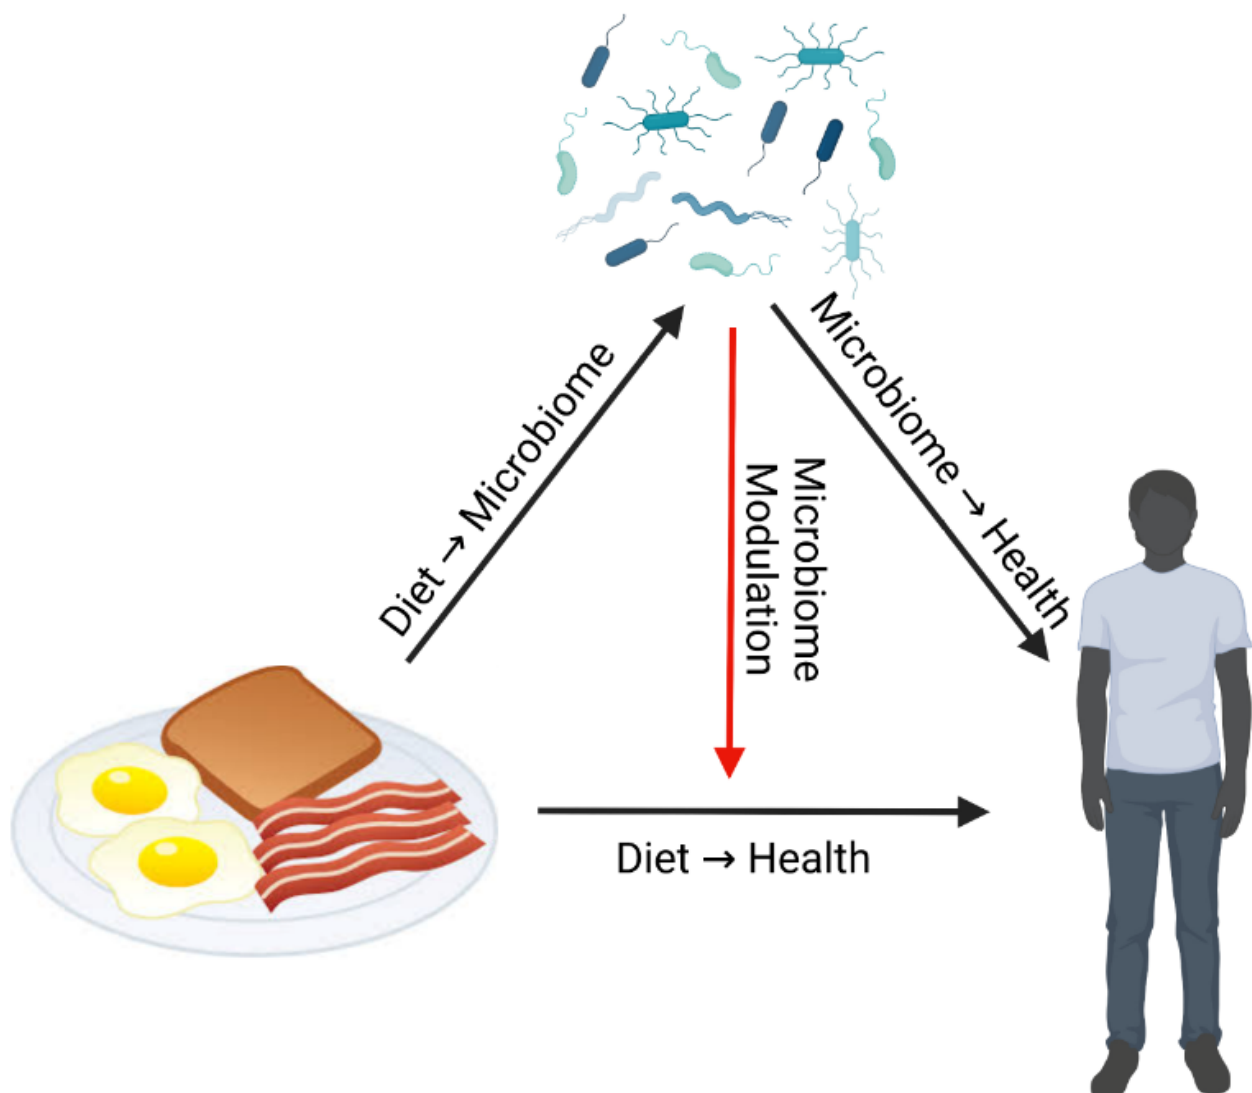 Diet → Microbiome
Microbiome → Health
Microbiome
Modulation
Diet → Health